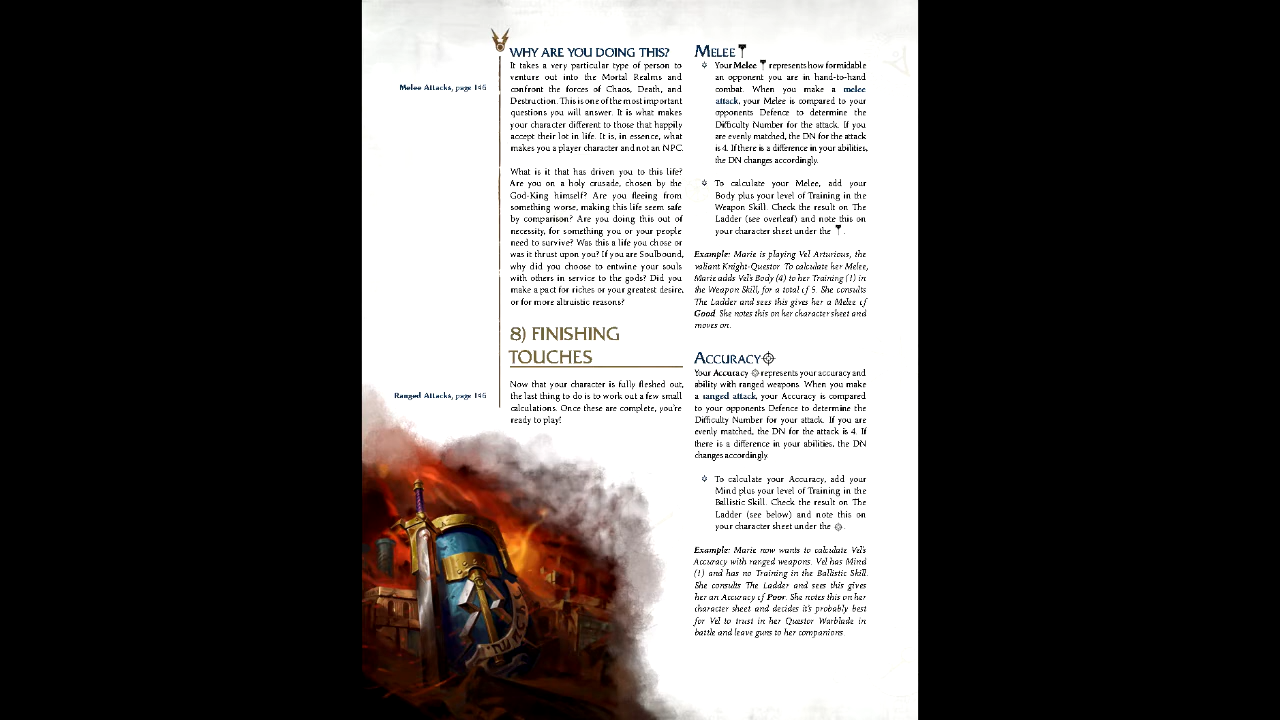 Melee Attacks, page 146
Ranged Attacks, page 146
WHY ARE YOU DOING THIS?
It takes a very particular type of person to
venture out into the Mortal Realms and
confront the forces of Chaos, Death, and
Destruction. This is one of the most important
questions you will answer. It is what makes
your character different to those that happily
accept their lot in life. It is, in essence, what
makes you a player character and not an NPC.
What is it that has driven you to this life?
Are you on a holy crusade, chosen by the
God-King himself? Are you fleeing from
something worse, making this life seem safe
by comparison? Are you doing this out of
necessity, for something you or your people
need to survive? Was this a life you chose or
was it thrust upon you? If you are Soulbound,
why did you choose to entwine your souls
with others in service to the gods? Did you
make a pact for riches or your greatest desire,
or for more altruistic reasons?
8) FINISHING
TOUCHES
Now that your character is fully fleshed out,
the last thing to do is to work out a few small
calculations. Once these are complete, you're
ready to play!
MELEE
Your Melee represents how formidable
an opponent you are in hand-to-hand
combat. When you make a melee
attack, your Melee is compared to your
opponents Defence to determine the
Difficulty Number for the attack. If you
are evenly matched, the DN for the attack
is 4. If there is a difference in your abilities,
the DN changes accordingly.
To calculate your Melee, add your
Body plus your level of Training in the
Weapon Skill. Check the result on The
Ladder (see overleaf) and note this on
your character sheet under the .
Example: Marie is playing Vel Arturious, the
valiant Knight-Questor. To calculate her Melee,
Marie adds Vel's Body (4) to her Training (1) in
the Weapon Skill, for a total of 5. She consults
The Ladder and sees this gives her a Melee of
Good. She notes this on her character sheet and
moves on.
ACCURACY
Your Accuracy represents your accuracy and
ability with ranged weapons. When you make
a ranged attack, your Accuracy is compared
to your opponents Defence to determine the
Difficulty Number for your attack. If you are
evenly matched, the DN for the attack is 4. If
there is a difference in your abilities, the DN
changes accordingly.
To calculate your Accuracy, add your
Mind plus your level of Training in the
Ballistic Skill. Check the result on The
Ladder (see below) and note this on
your character sheet under the .
Example: Marie now wants to calculate Vel's
Accuracy with ranged weapons. Vel has Mind
(1) and has no Training in the Ballistic Skill.
She consults The Ladder and sees this gives
her an Accuracy of Poor. She notes this on her
character sheet and decides it's probably best
for Vel to trust in her Questor Warblade in
battle and leave guns to her companions.